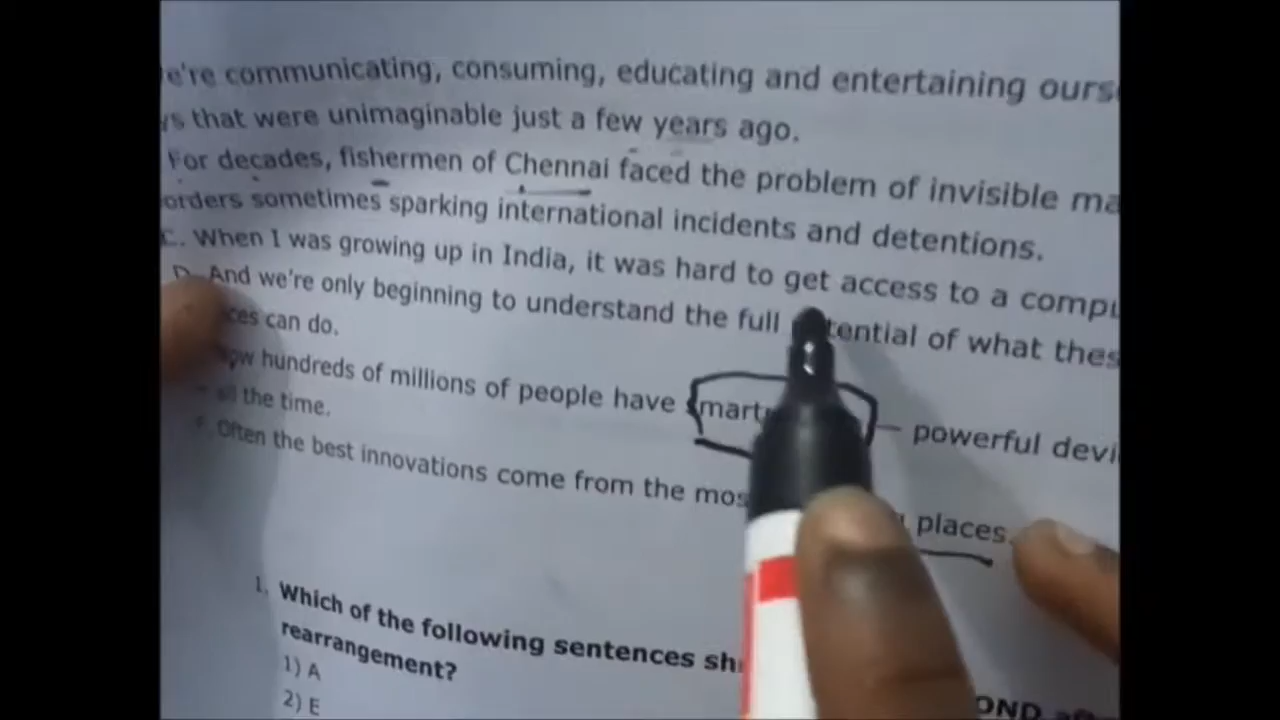 e're communicating, consuming, educating and entertaining ours
ys that were unimaginable just a few years ago.
For decades, fishermen of Chennai faced the problem of invisible ma
orders sometimes sparking international incidents and detentions.
C. When I was growing up in India, it was hard to get access to a compu
D. And we're only beginning to understand the full tential of what thes
ces can do.
hundreds of millions of people have smart – powerful devi
all the time.
F. Often the best innovations come from the mos places.
1. Which of the following sentences sh OND
rearrangement?
1) A
2) E